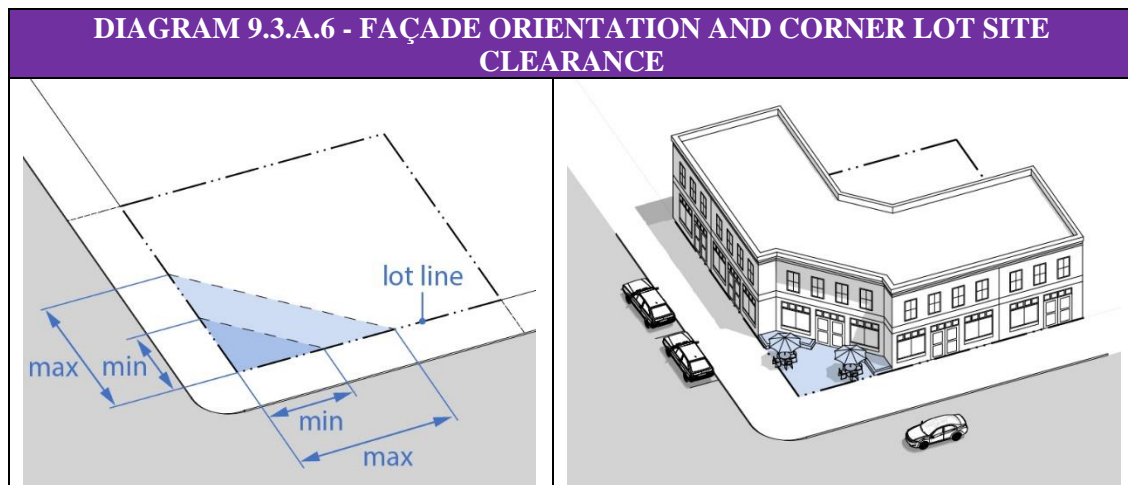 DIAGRAM 9.3.A.6 - FAÇADE ORIENTATION AND CORNER LOT SITE
CLEARANCE
lot line
max
min
min
max